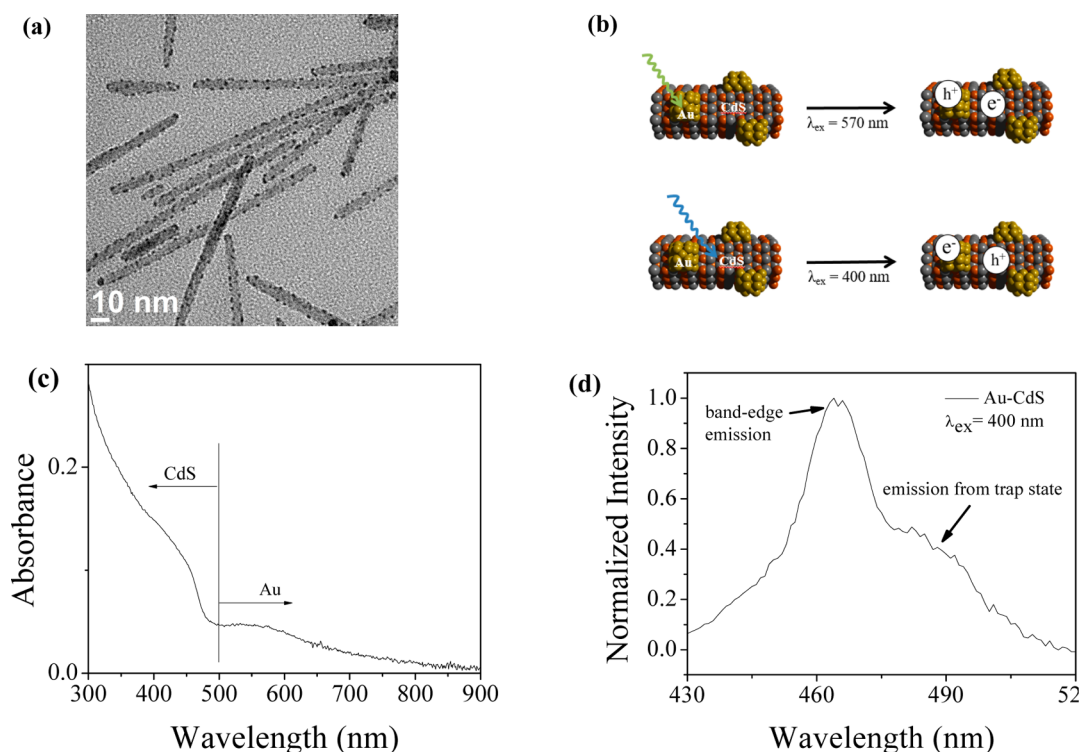 (a)
10 nm
(b)
Au
CdS
λex = 570 nm
h+
e-
Au
CdS
λex = 400 nm
e-
h+
(c)
Absorbance
0.2
0.0
CdS
Au
300 400 500 600 700 800 900
Wavelength (nm)
(d)
Normalized Intensity
1.0
0.8
0.6
0.4
0.2
0.0
band-edge
emission
Au-CdS
λex= 400 nm
emission from trap state
430 460 490 52
Wavelength (nm)